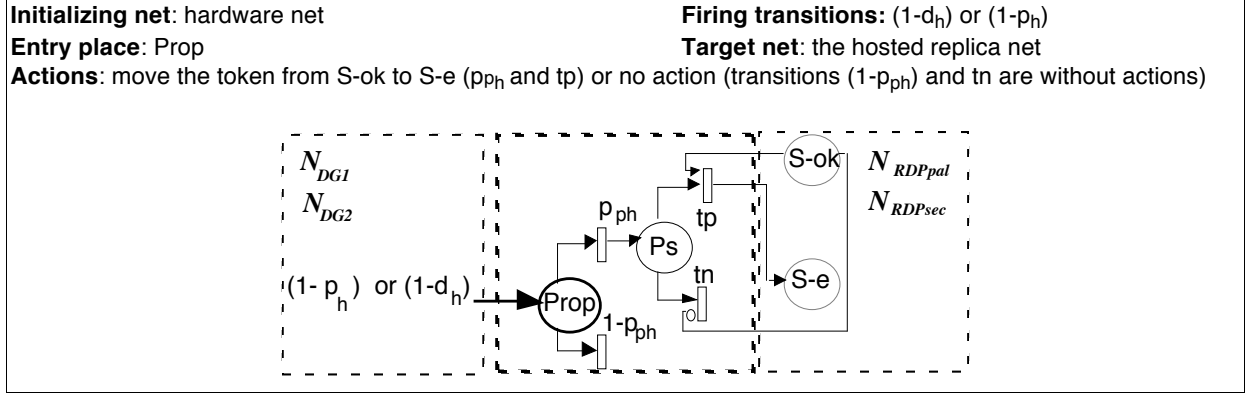 Initializing net: hardware net
Firing transitions: (1-dh) or (1-ph)
Entry place: Prop
Target net: the hosted replica net
Actions: move the token from S-ok to S-e (pph and tp) or no action (transitions (1-pph) and tn are without actions)
NDG1
NDG2
(1- ph) or (1-dh)
Prop
pph
1-pph
Ps
tp
tn
S-ok
S-e
NRDPpal
NRDPsec